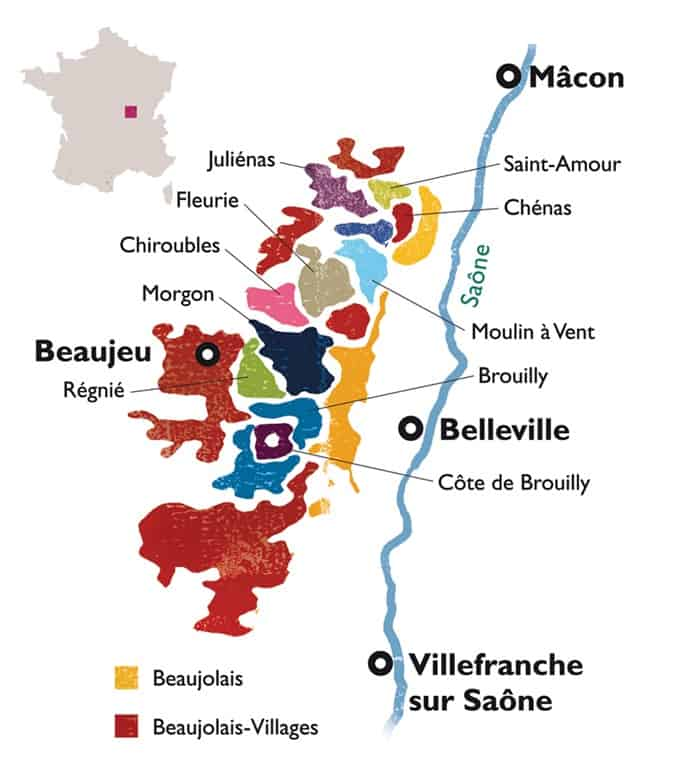 Mâcon
Juliénas
Saint-Amour
Fleurie
Chénas
Chiroubles
Saône
Morgon
Moulin à Vent
Beaujeu
Brouilly
Régnié
Belleville
Côte de Brouilly
Villefranche
sur Saône
Beaujolais
Beaujolais-Villages